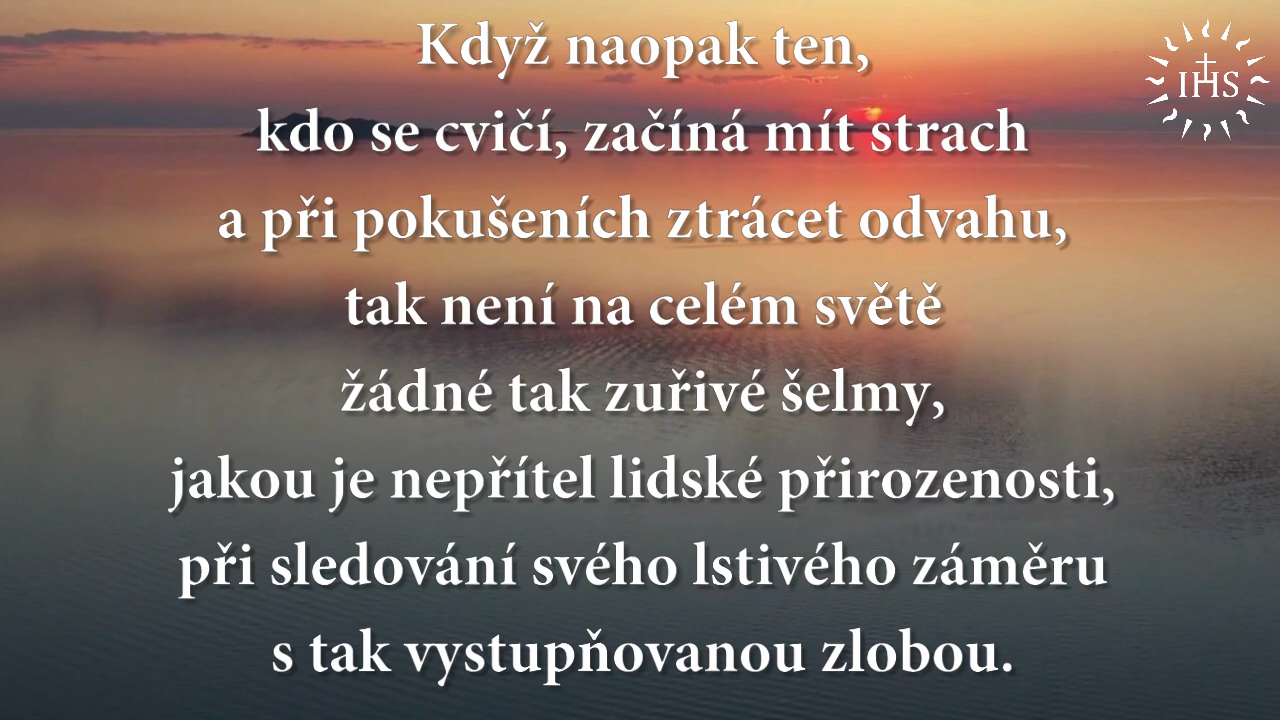 Když naopak ten,
IHS
kdo se cvičí, začíná mít strach
a při pokušeních ztrácet odvahu,
tak není na celém světě
žádné tak zuřivé šelmy,
jakou je nepřítel lidské přirozenosti,
při sledování svého lstivého záměru
s tak vystupňovanou zlobou.